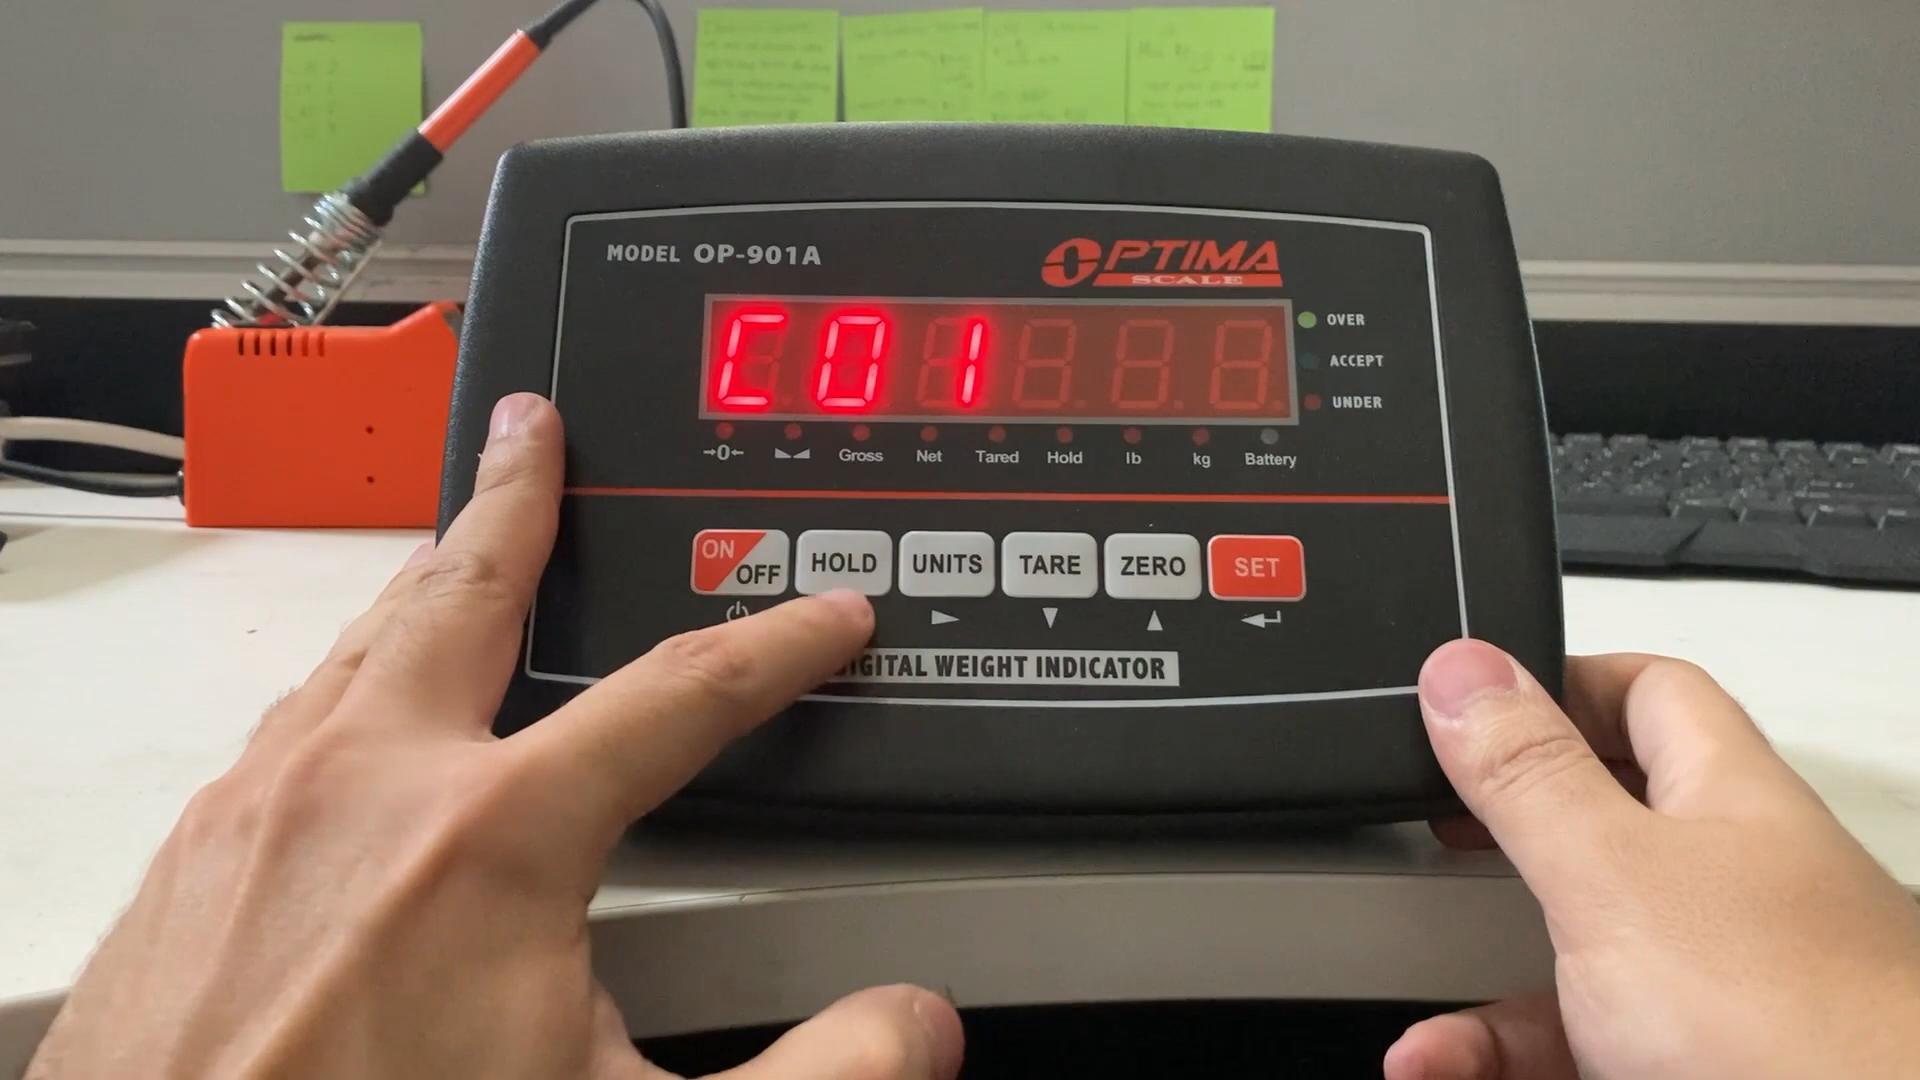 MODEL OP-901A
OPTIMA
SCALE
C01
OVER
ACCEPT
UNDER
→0← Gross Net Tared Hold lb kg Battery
ON
OFF
HOLD
UNITS
TARE
ZERO
SET
DIGITAL WEIGHT INDICATOR